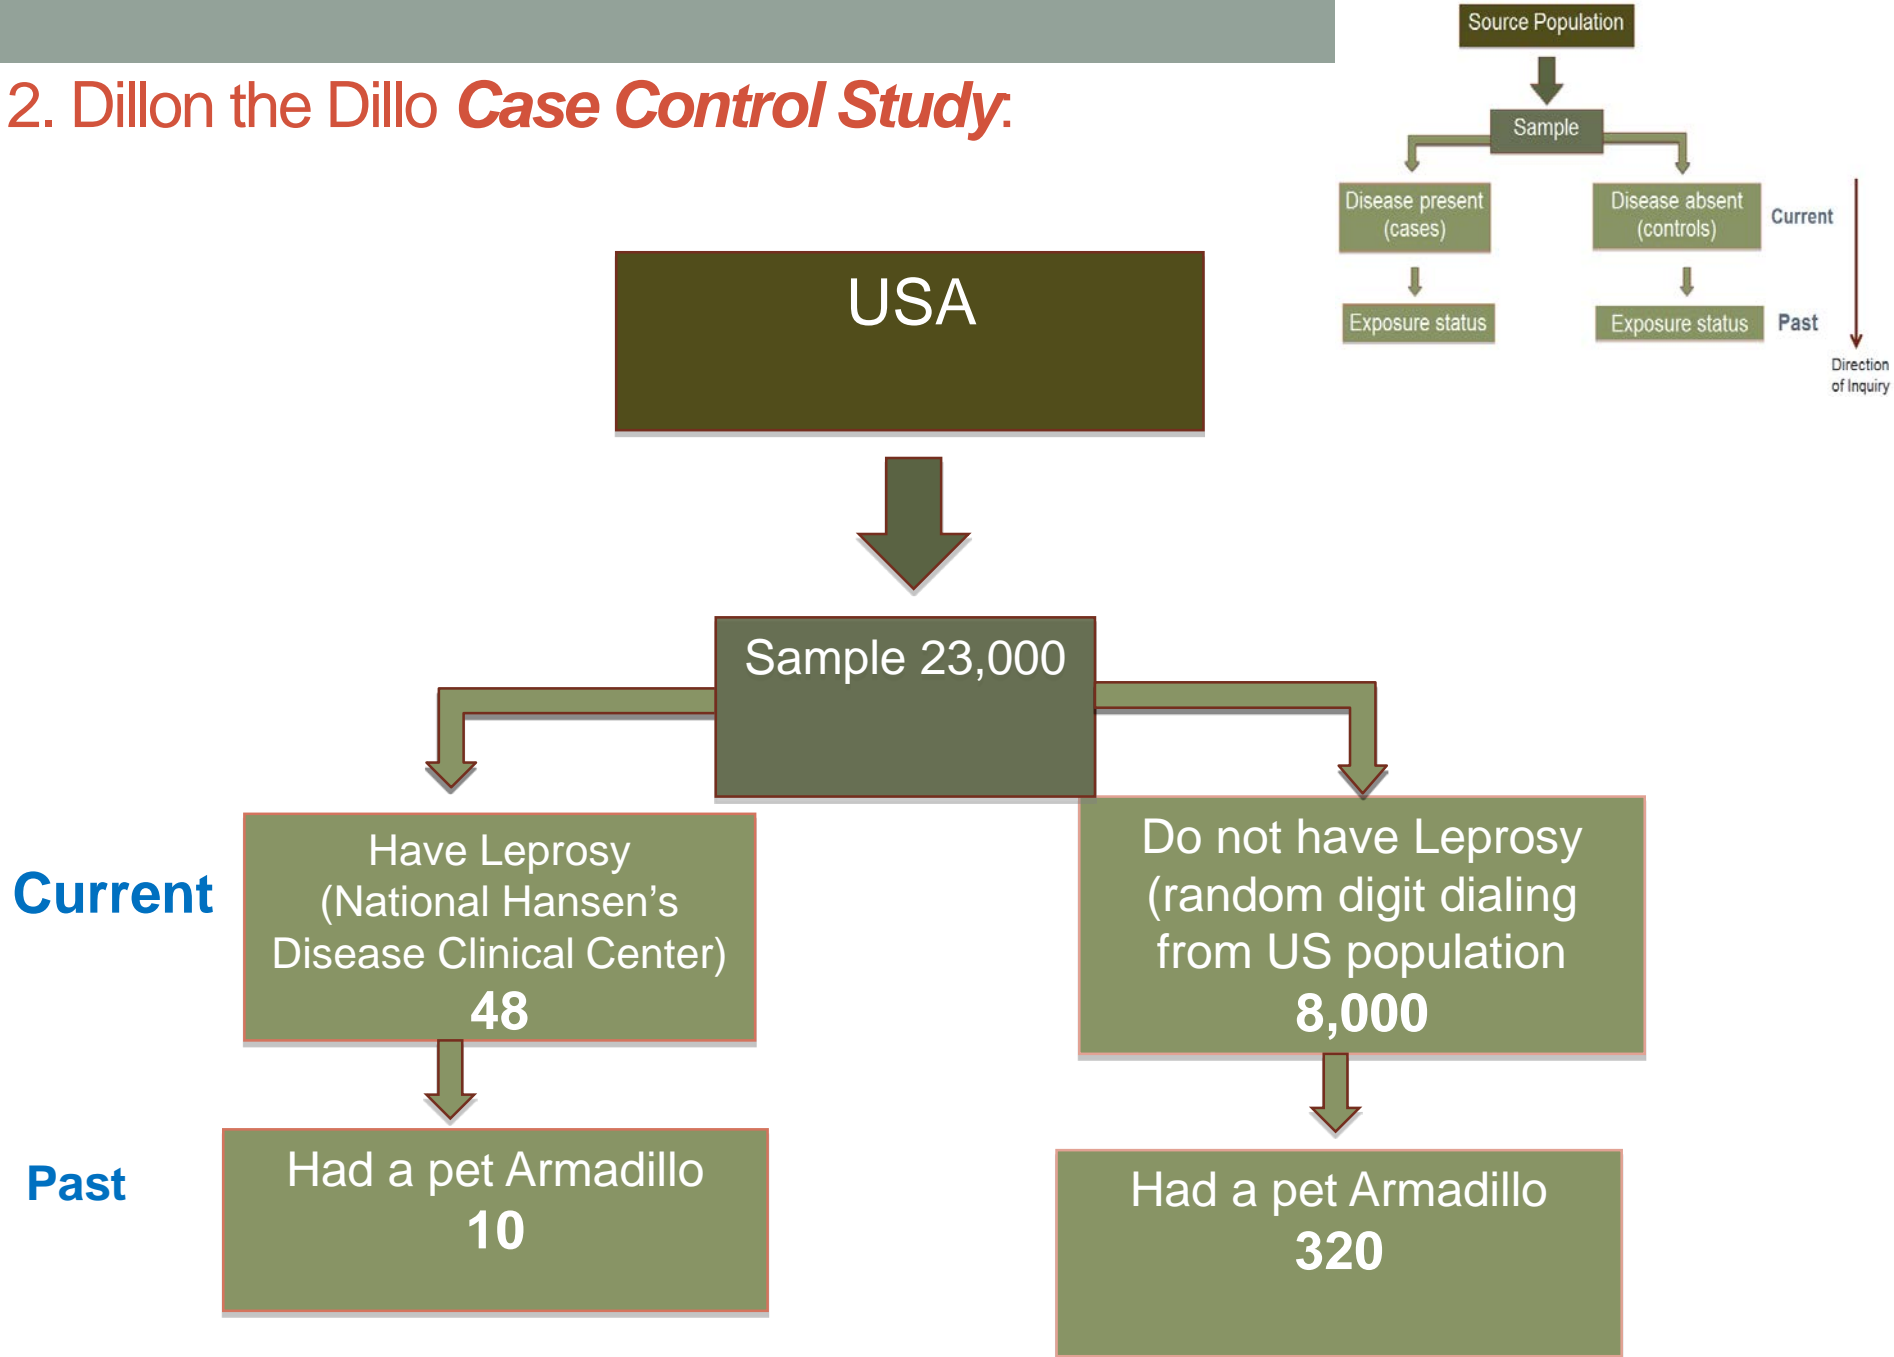 2. Dillon the Dillo Case Control Study:
Source Population
Sample
Disease present
(cases)
Disease absent
(controls)
Current
Exposure status
Exposure status
Past
Direction
of Inquiry
USA
Sample 23,000
Current
Have Leprosy
(National Hansen's
Disease Clinical Center)
48
Do not have Leprosy
(random digit dialing
from US population
8,000
Past
Had a pet Armadillo
10
Had a pet Armadillo
320